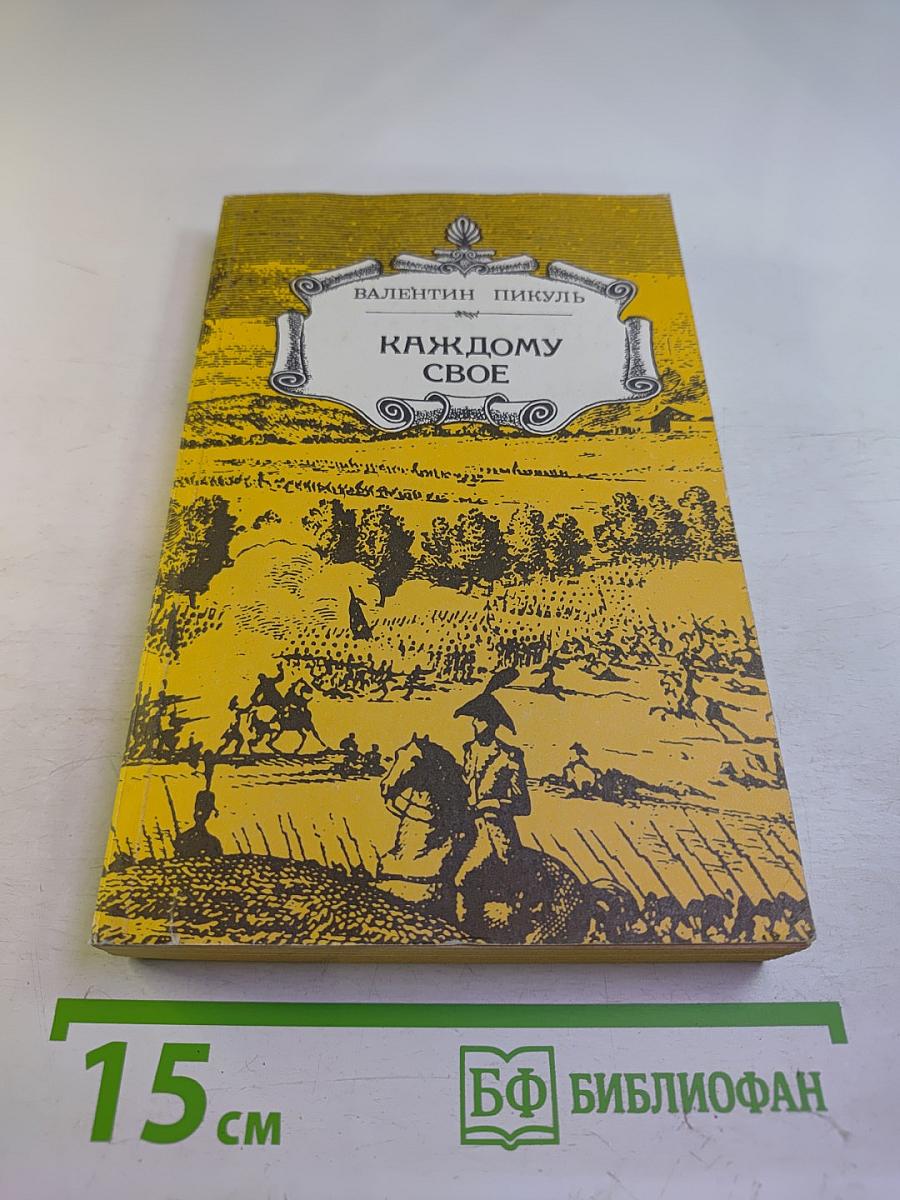 ВАЛЕНТИН ПИКУЛЬ
КАЖДОМУ
СВОЕ
15 см
БФ БИБЛИОФАН